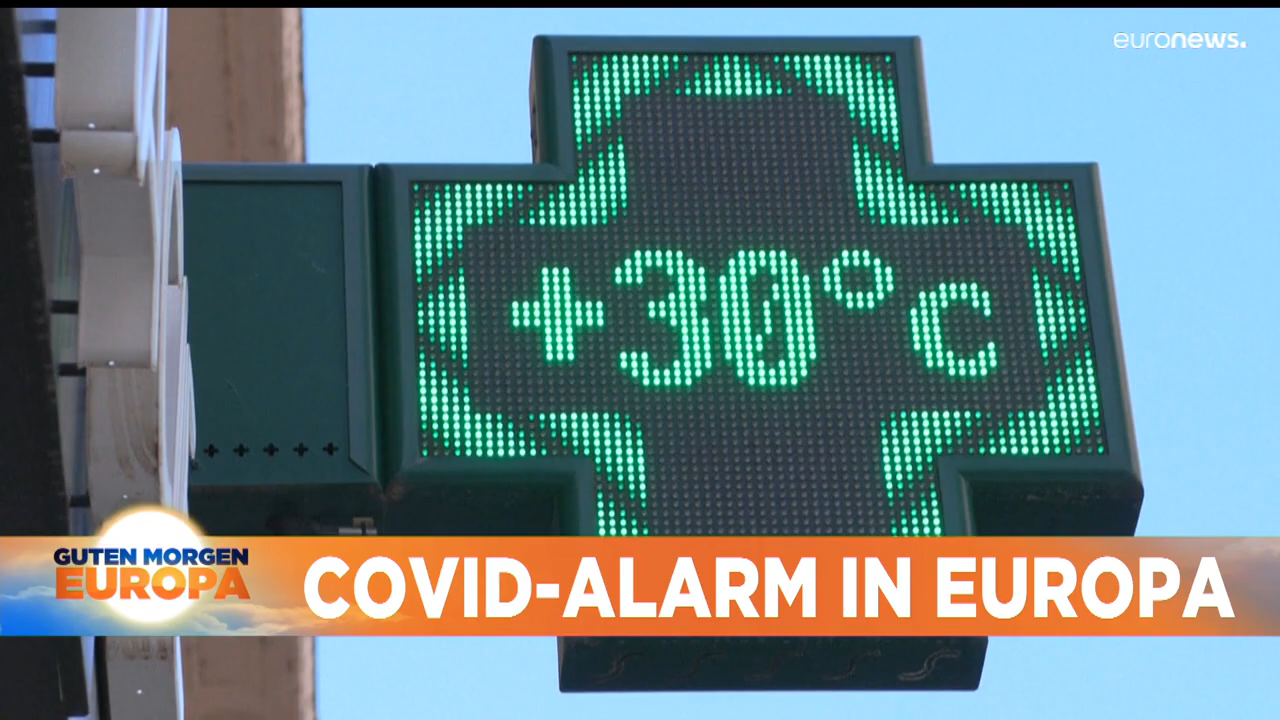 euronews.
+30°c
GUTEN MORGEN
EUROPA
COVID-ALARM IN EUROPA